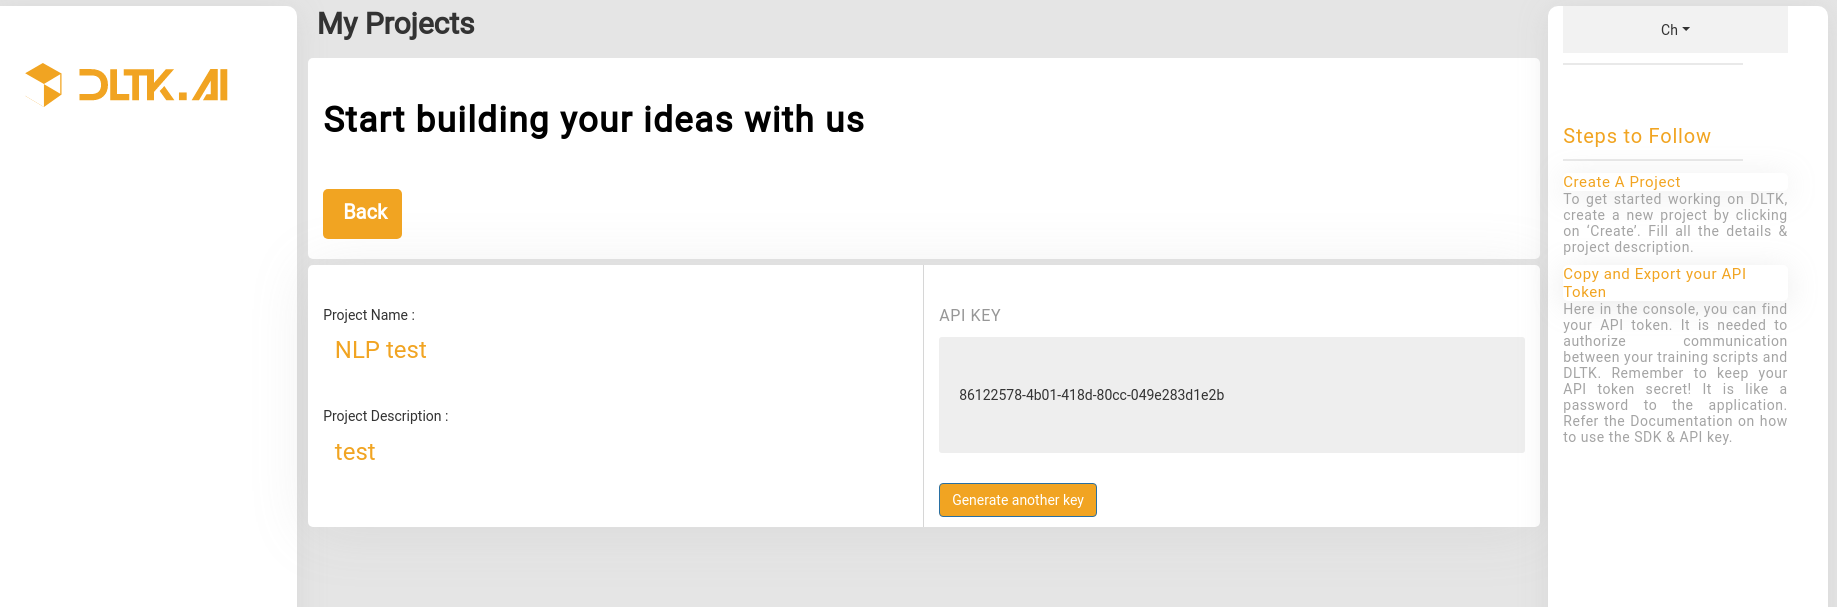 DLTK.AI
My Projects
Start building your ideas with us
Back
Project Name :
NLP test
Project Description :
test
API KEY
86122578-4b01-418d-80cc-049e283d1e2b
Generate another key
Ch
Steps to Follow
Create A Project
To get started working on DLTK,
create a new project by clicking
on ‘Create’. Fill all the details &
project description.
Copy and Export your API
Token
Here in the console, you can find
your API token. It is needed to
authorize communication
between your training scripts and
DLTK. Remember to keep your
API token secret! It is like a
password to the application.
Refer the Documentation on how
to use the SDK & API key.